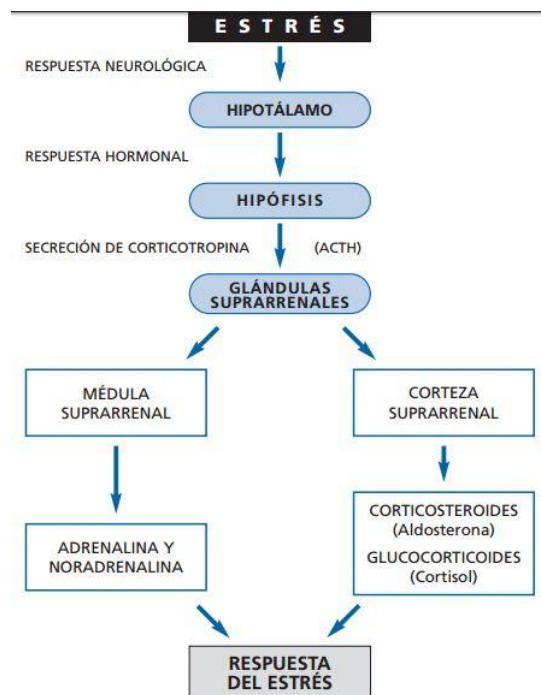 ESTRÉS
RESPUESTA NEUROLÓGICA
HIPOTÁLAMO
RESPUESTA HORMONAL
HIPÓFISIS
SECRECIÓN DE CORTICOTROPINA (ACTH)
GLÁNDULAS
SUPRARRENALES
MÉDULA
SUPRARRENAL
CORTEZA
SUPRARRENAL
ADRENALINA Y
NORADRENALINA
CORTICOSTEROIDES
(Aldosterona)
GLUCOCORTICOIDES
(Cortisol)
RESPUESTA
DEL ESTRÉS